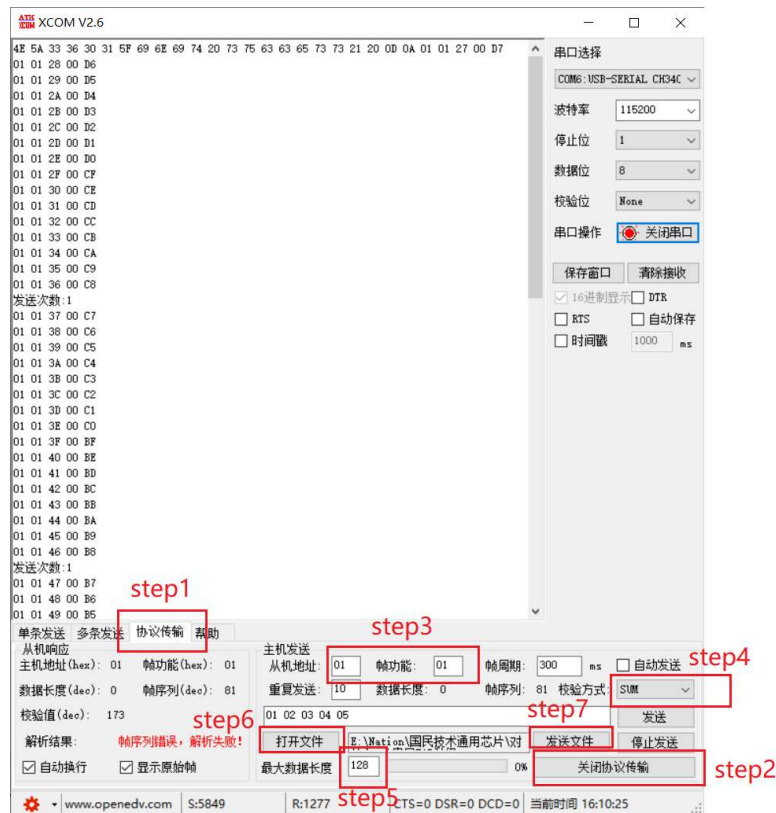 XCOM V2.6
4E 5A 33 36 30 31 5F 69 6E 69 74 20 73 75 63 63 65 73 73 21 20 0D 0A 01 01 27 00 D7
01 01 28 00 D6
01 01 29 00 D5
01 01 2A 00 D4
01 01 2B 00 D3
01 01 2C 00 D2
01 01 2D 00 D1
01 01 2E 00 D0
01 01 2F 00 CF
01 01 30 00 CE
01 01 31 00 CD
01 01 32 00 CC
01 01 33 00 CB
01 01 34 00 CA
01 01 35 00 C9
01 01 36 00 C8
发送次数:1
01 01 37 00 C7
01 01 38 00 C6
01 01 39 00 C5
01 01 3A 00 C4
01 01 3B 00 C3
01 01 3C 00 C2
01 01 3D 00 C1
01 01 3E 00 C0
01 01 3F 00 BF
01 01 40 00 BE
01 01 41 00 BD
01 01 42 00 BC
01 01 43 00 BB
01 01 44 00 BA
01 01 45 00 B9
01 01 46 00 B8
发送次数:1
01 01 47 00 B7
01 01 48 00 B6
01 01 49 00 B5
串口选择
COM6:USB-SERIAL CH34C
波特率 115200
停止位 1
数据位 8
校验位 None
串口操作 关闭串口
保存窗口 清除接收
16进制显示 DTR
RTS 自动保存
时间戳 1000 ms
step1
单条发送 多条发送 协议传输 帮助
step3
从机响应
主机地址(hex): 01 帧功能(hex): 01
数据长度(dec): 0 帧序列(dec): 81
校验值(dec): 173
解析结果: 帧序列错误，解析失败!
自动换行 显示原始帧
主机发送
从机地址: 01 帧功能: 01 帧周期: 300 ms 自动发送
step4
重复发送: 10 数据长度: 0 帧序列: 81 校验方式: SUM
step6
step7
01 02 03 04 05 发送
打开文件 E:\Nation\国民技术通用芯片\对 发送文件 停止发送
最大数据长度 128 0% 关闭协议传输
step2
step5
www.openedv.com S:5849 R:1277 CTS=0 DSR=0 DCD=0 当前时间 16:10:25